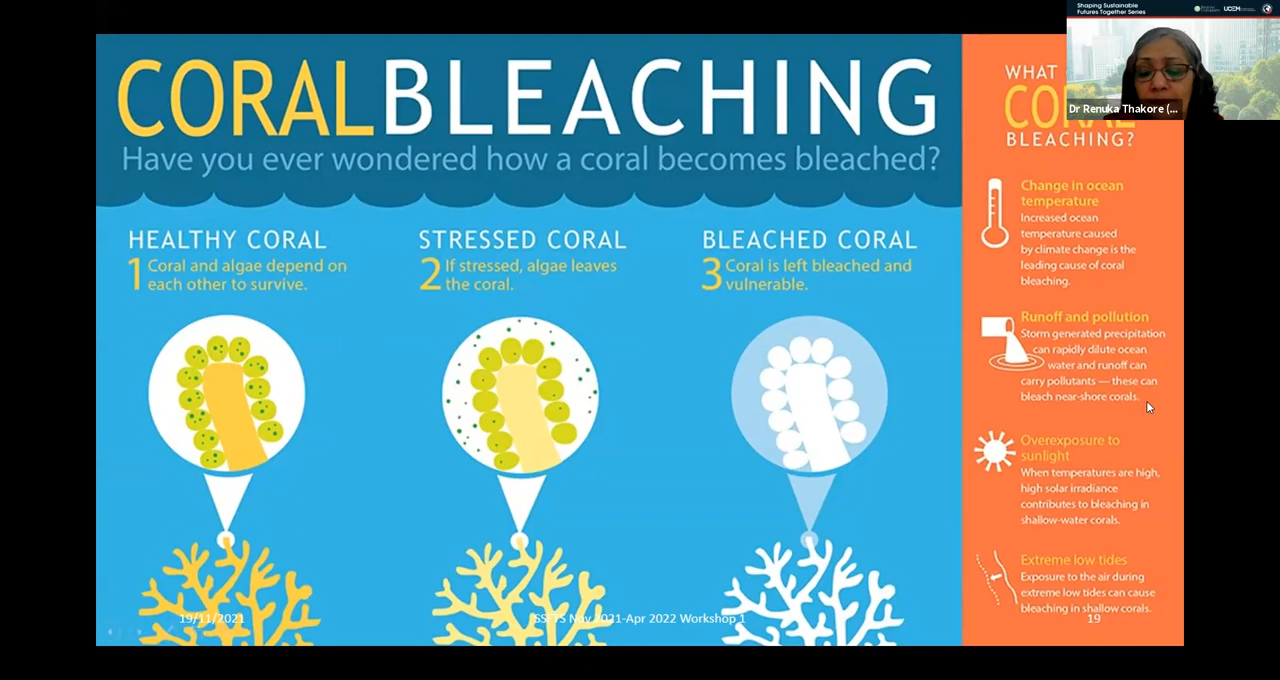 Shaping Sustainable
Futures Together Series
UCEM
Dr Renuka Thakore (...
CORALBLEACHING
Have you ever wondered how a coral becomes bleached?
HEALTHY CORAL
1 Coral and algae depend on
each other to survive.
STRESSED CORAL
2 If stressed, algae leaves
the coral.
BLEACHED CORAL
3 Coral is left bleached and
vulnerable.
WHAT
BLEACHING?
Change in ocean
temperature
Increased ocean
temperature caused
by climate change is the
leading cause of coral
bleaching.
Runoff and pollution
Storm generated precipitation
can rapidly dilute ocean
water and runoff can
carry pollutants — these can
bleach near-shore corals.
Overexposure to
sunlight
When temperatures are high,
high solar irradiance
contributes to bleaching in
shallow-water corals.
Extreme low tides
Exposure to the air during
extreme low tides can cause
bleaching in shallow corals.
19/11/2021
Nov 2021-Apr 2022 Workshop 1
19